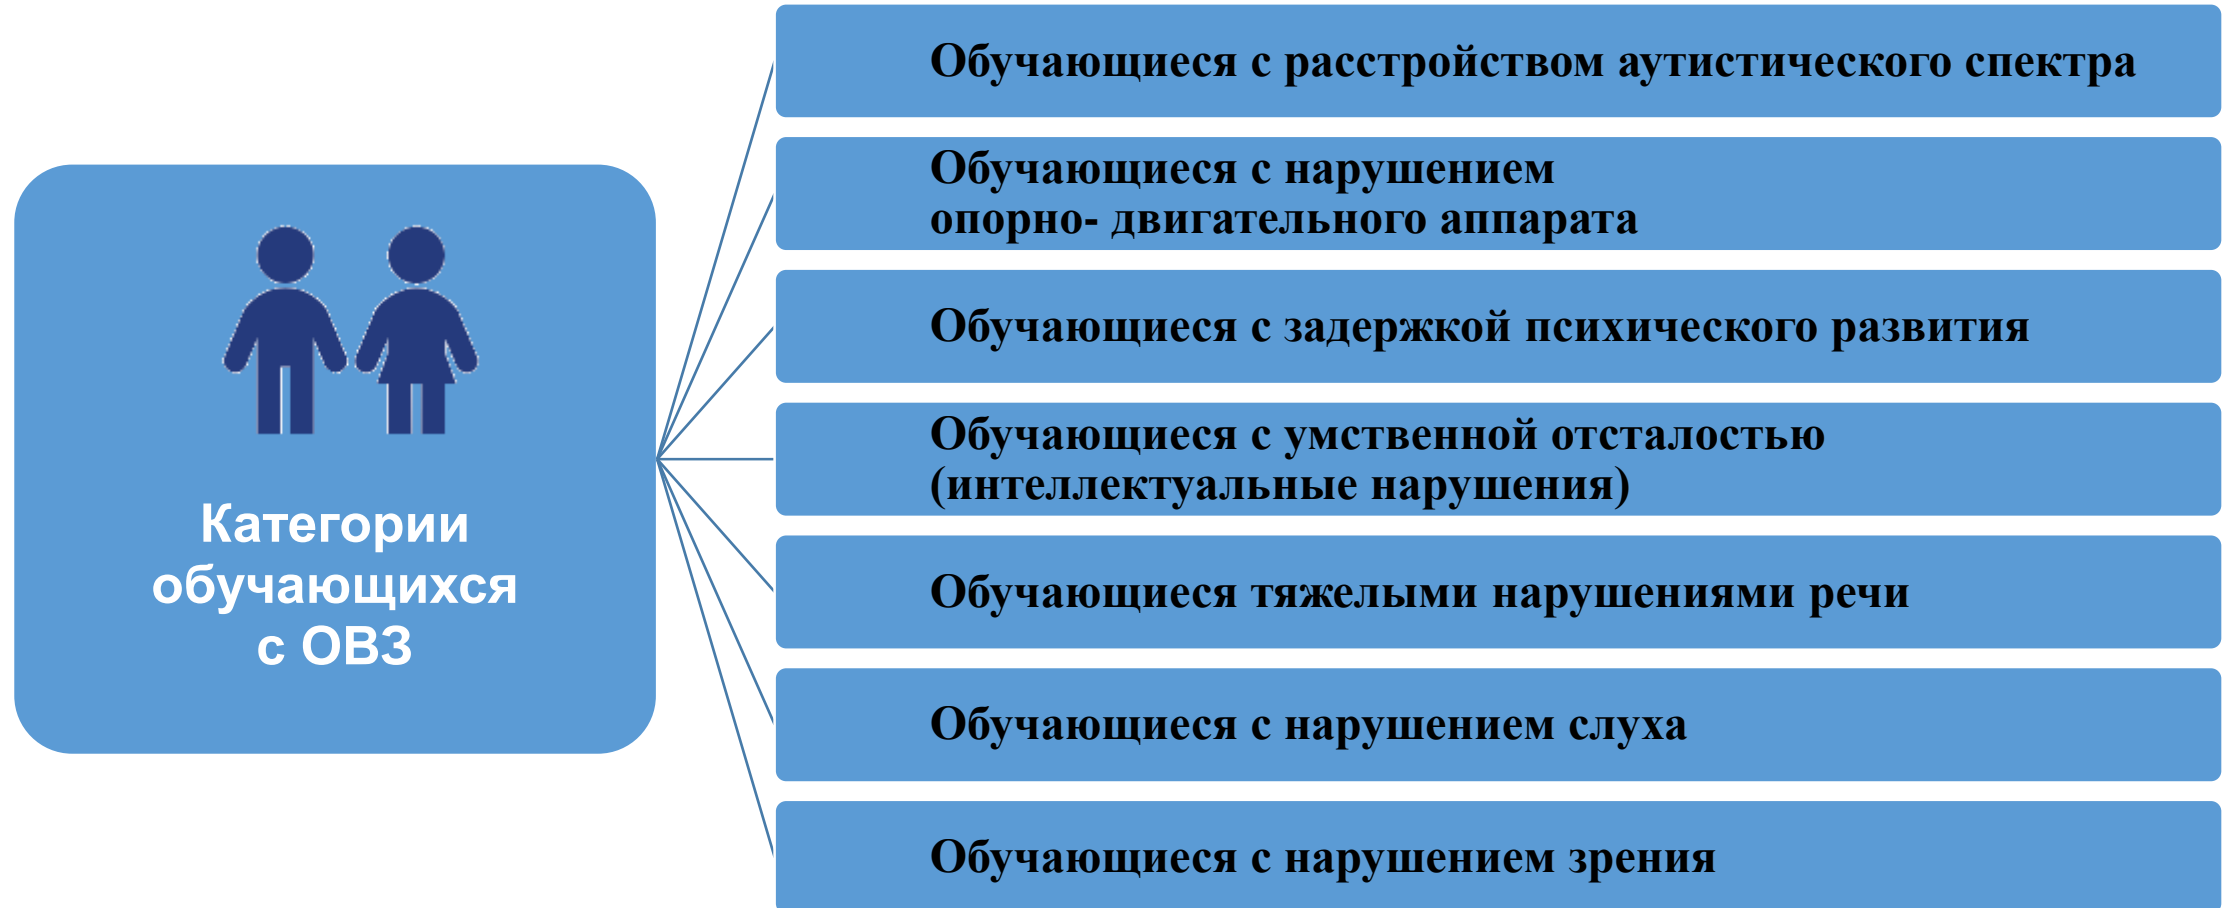 Категории
обучающихся
с ОВЗ
Обучающиеся с расстройством аутистического спектра
Обучающиеся с нарушением
опорно- двигательного аппарата
Обучающиеся с задержкой психического развития
Обучающиеся с умственной отсталостью
(интеллектуальные нарушения)
Обучающиеся тяжелыми нарушениями речи
Обучающиеся с нарушением слуха
Обучающиеся с нарушением зрения